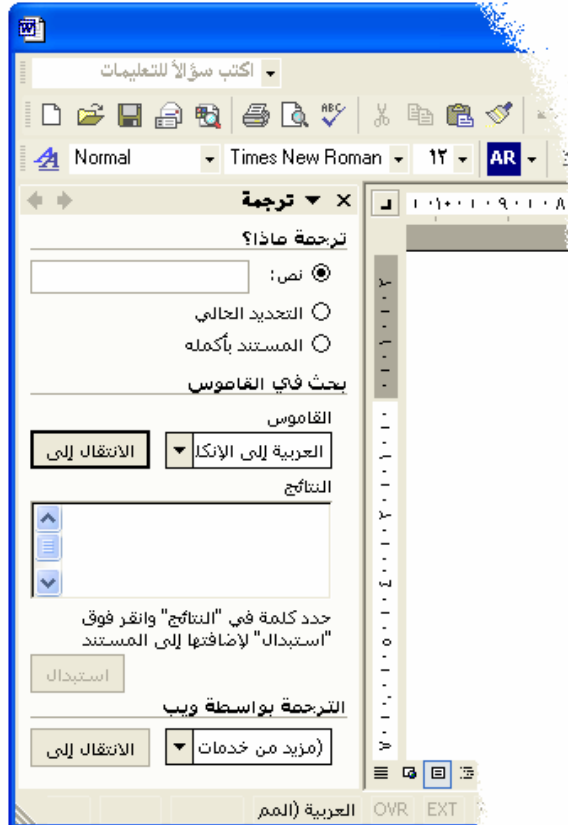 اكتب سؤالاً للتعليمات
ABC
Normal Times New Roman ١٢ AR
ترجمة
ترجمة ماذا؟
نص:
التحديد الحالي
المستند بأكمله
بحث في القاموس
القاموس
العربية إلى الإنكل الانتقال إلى
النتائج
حدد كلمة في "النتائج" وانقر فوق
"استبدال" لإضافتها إلى المستند
استبدال
الترجمة بواسطة ويب
(مزيد من خدمات الانتقال إلى
العربية (المم OVR EXT